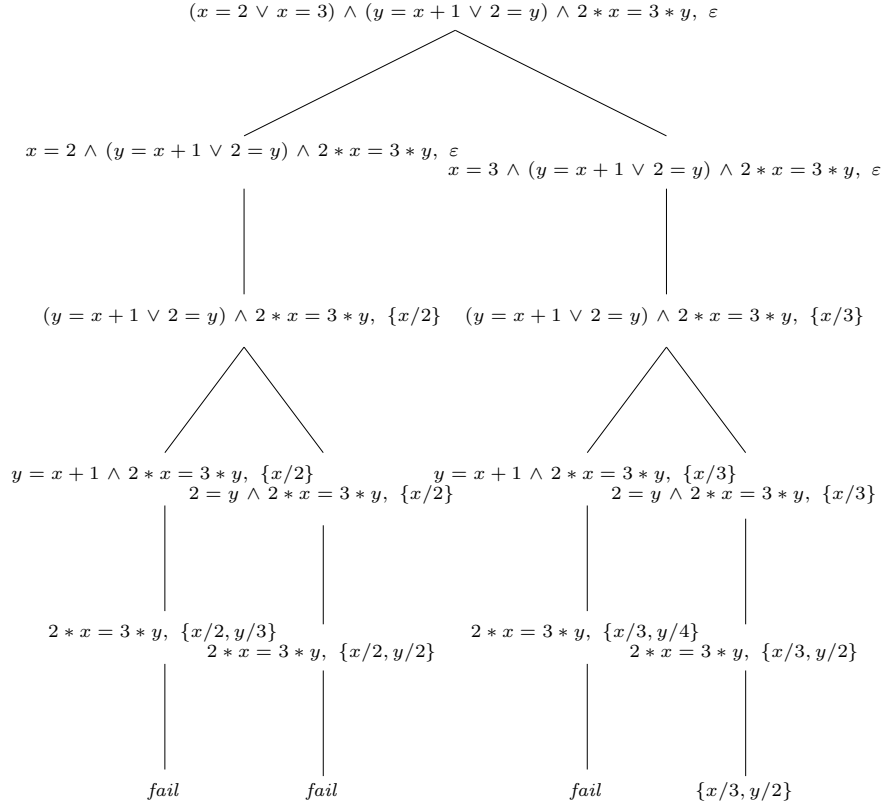 (x = 2 ∨ x = 3) ∧ (y = x + 1 ∨ 2 = y) ∧ 2 ∗ x = 3 ∗ y, ε
x = 2 ∧ (y = x + 1 ∨ 2 = y) ∧ 2 ∗ x = 3 ∗ y, ε
x = 3 ∧ (y = x + 1 ∨ 2 = y) ∧ 2 ∗ x = 3 ∗ y, ε
(y = x + 1 ∨ 2 = y) ∧ 2 ∗ x = 3 ∗ y, {x/2}
(y = x + 1 ∨ 2 = y) ∧ 2 ∗ x = 3 ∗ y, {x/3}
y = x + 1 ∧ 2 ∗ x = 3 ∗ y, {x/2}
2 = y ∧ 2 ∗ x = 3 ∗ y, {x/2}
y = x + 1 ∧ 2 ∗ x = 3 ∗ y, {x/3}
2 = y ∧ 2 ∗ x = 3 ∗ y, {x/3}
2 ∗ x = 3 ∗ y, {x/2, y/3}
2 ∗ x = 3 ∗ y, {x/2, y/2}
2 ∗ x = 3 ∗ y, {x/3, y/4}
2 ∗ x = 3 ∗ y, {x/3, y/2}
fail
fail
fail
{x/3, y/2}